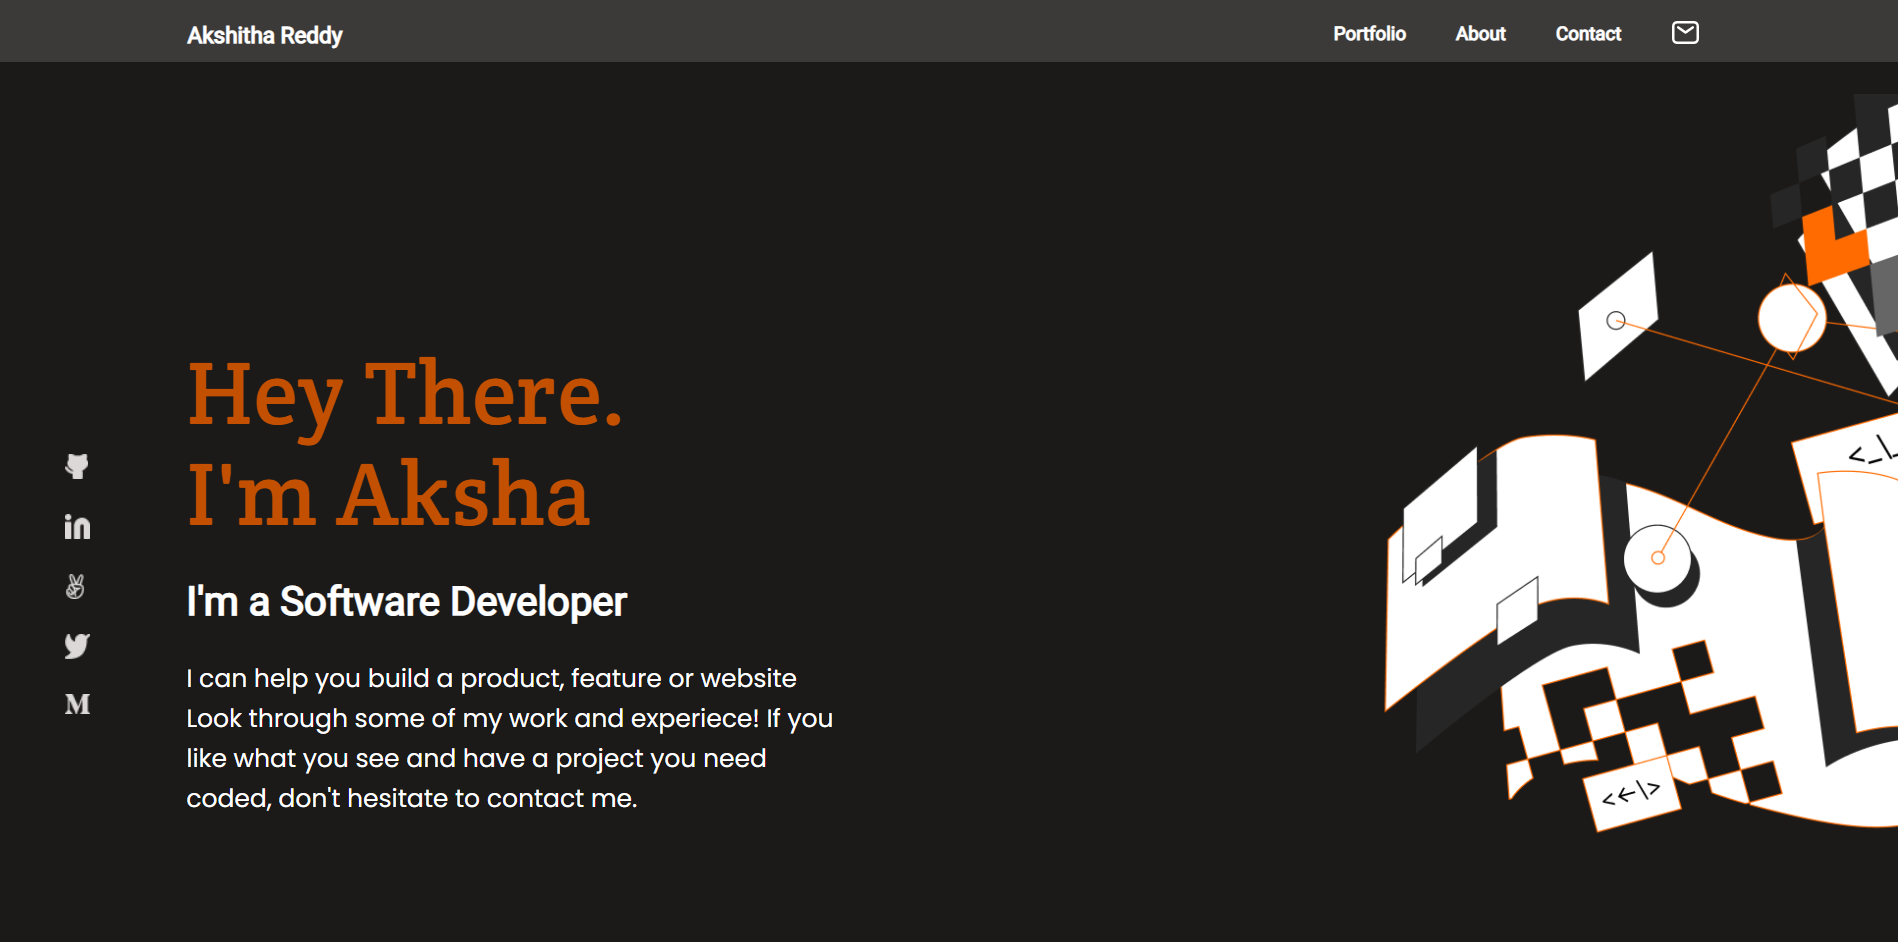 Akshitha Reddy
Portfolio About Contact
Hey There.
I'm Aksha
I'm a Software Developer
I can help you build a product, feature or website
Look through some of my work and experiece! If you
like what you see and have a project you need
coded, don't hesitate to contact me.
in
M
<_\_
<←\>